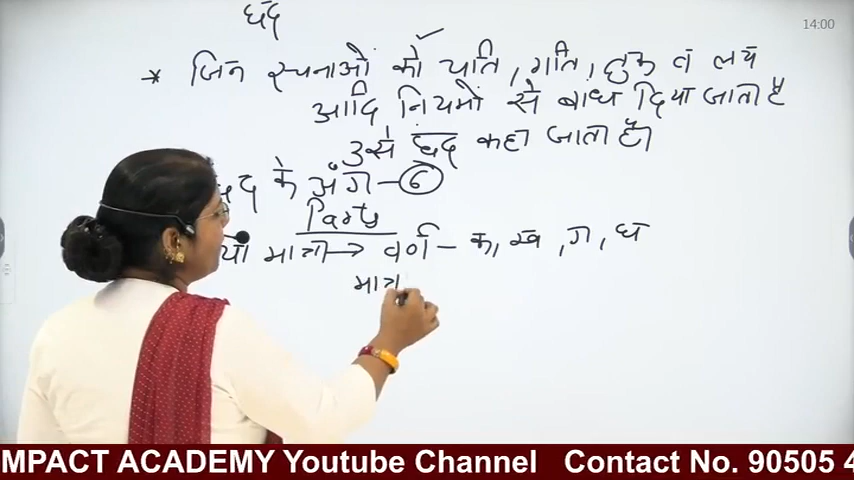 छंद
14:00
* जिन रचनाओं को यति, गति, तुक व लय
आदि नियमों से बांध दिया जाता है
उसे छंद कहा जाता है।
के अंग - 6
Parts
या मात्रा → वर्ण - क, ख, ग, घ
मात्र
MPACT ACADEMY Youtube Channel Contact No. 90505 4